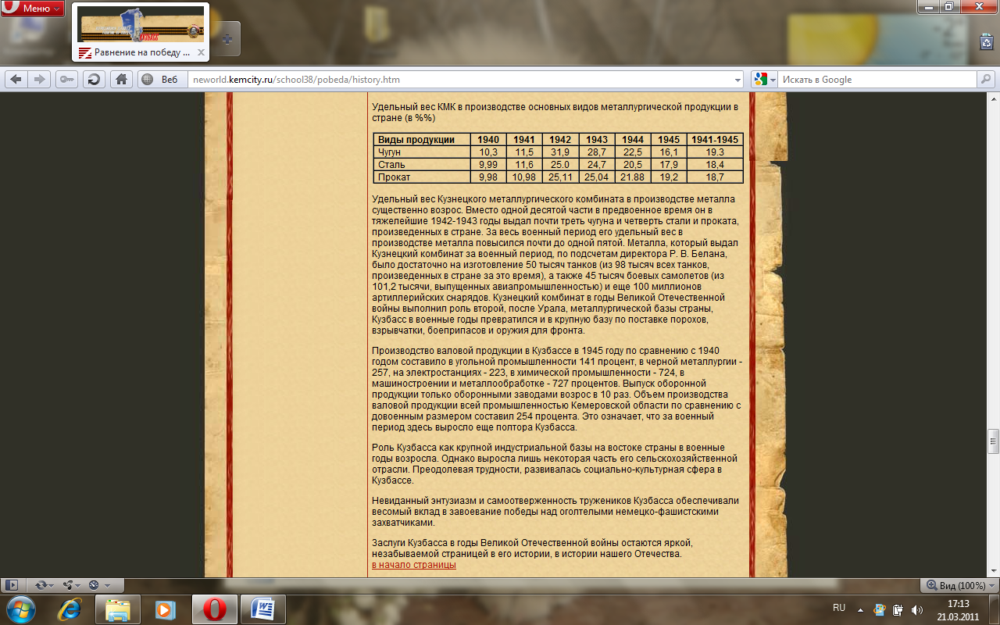 Меню
Равнение на победу ...
Веб
neworld.kemcity.ru/school38/pobeda/history.htm
Искать в Google
Удельный вес КМК в производстве основных видов металлургической продукции в
стране (в %%)
Виды продукции 1940 1941 1942 1943 1944 1945 1941-1945
Чугун 10,3 11,5 31,9 28,7 22,5 16,1 19.3
Сталь 9,99 11,6 25.0 24,7 20,5 17,9 18,4
Прокат 9,98 10,98 25,11 25,04 21.88 19,2 18,7
Удельный вес Кузнецкого металлургического комбината в производстве металла
существенно возрос. Вместо одной десятой части в предвоенное время он в
тяжелейшие 1942-1943 годы выдал почти треть чугуна и четверть стали и проката,
произведенных в стране. За весь военный период его удельный вес в
производстве металла повысился почти до одной пятой. Металла, который выдал
Кузнецкий комбинат за военный период, по подсчетам директора Р. В. Белана,
было достаточно на изготовление 50 тысяч танков (из 98 тысяч всех танков,
произведенных в стране за это время), а также 45 тысяч боевых самолетов (из
101,2 тысячи, выпущенных авиапромышленностью) и еще 100 миллионов
артиллерийских снарядов. Кузнецкий комбинат в годы Великой Отечественной
войны выполнил роль второй, после Урала, металлургической базы страны,
Кузбасс в военные годы превратился и в крупную базу по поставке порохов,
взрывчатки, боеприпасов и оружия для фронта.
Производство валовой продукции в Кузбассе в 1945 году по сравнению с 1940
годом составило в угольной промышленности 141 процент, в черной металлургии -
257, на электростанциях - 223, в химической промышленности - 724, в
машиностроении и металлообработке - 727 процентов. Выпуск оборонной
продукции только оборонными заводами возрос в 10 раз. Объем производства
валовой продукции всей промышленностью Кемеровской области по сравнению с
довоенным размером составил 254 процента. Это означает, что за военный
период здесь выросло еще полтора Кузбасса.
Роль Кузбасса как крупной индустриальной базы на востоке страны в военные
годы возросла. Однако выросла лишь некоторая часть его сельскохозяйственной
отрасли. Преодолевая трудности, развивалась социально-культурная сфера в
Кузбассе.
Невиданный энтузиазм и самоотверженность тружеников Кузбасса обеспечивали
весомый вклад в завоевание победы над оголтелыми немецко-фашистскими
захватчиками.
Заслуги Кузбасса в годы Великой Отечественной войны остаются яркой,
незабываемой страницей в его истории, в истории нашего Отечества.
в начало страницы
Вид (100%)
RU
17:13
21.03.2011